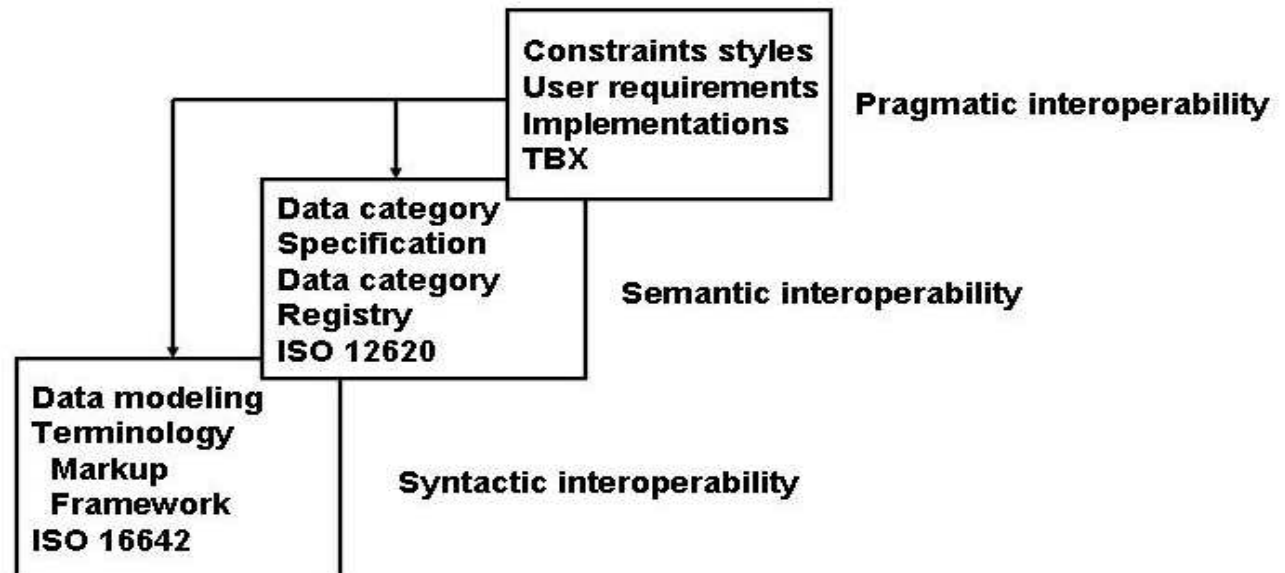 Constraints styles
User requirements
Implementations
TBX
Pragmatic interoperability
Data category
Specification
Data category
Registry
ISO 12620
Semantic interoperability
Data modeling
Terminology
Markup
Framework
ISO 16642
Syntactic interoperability